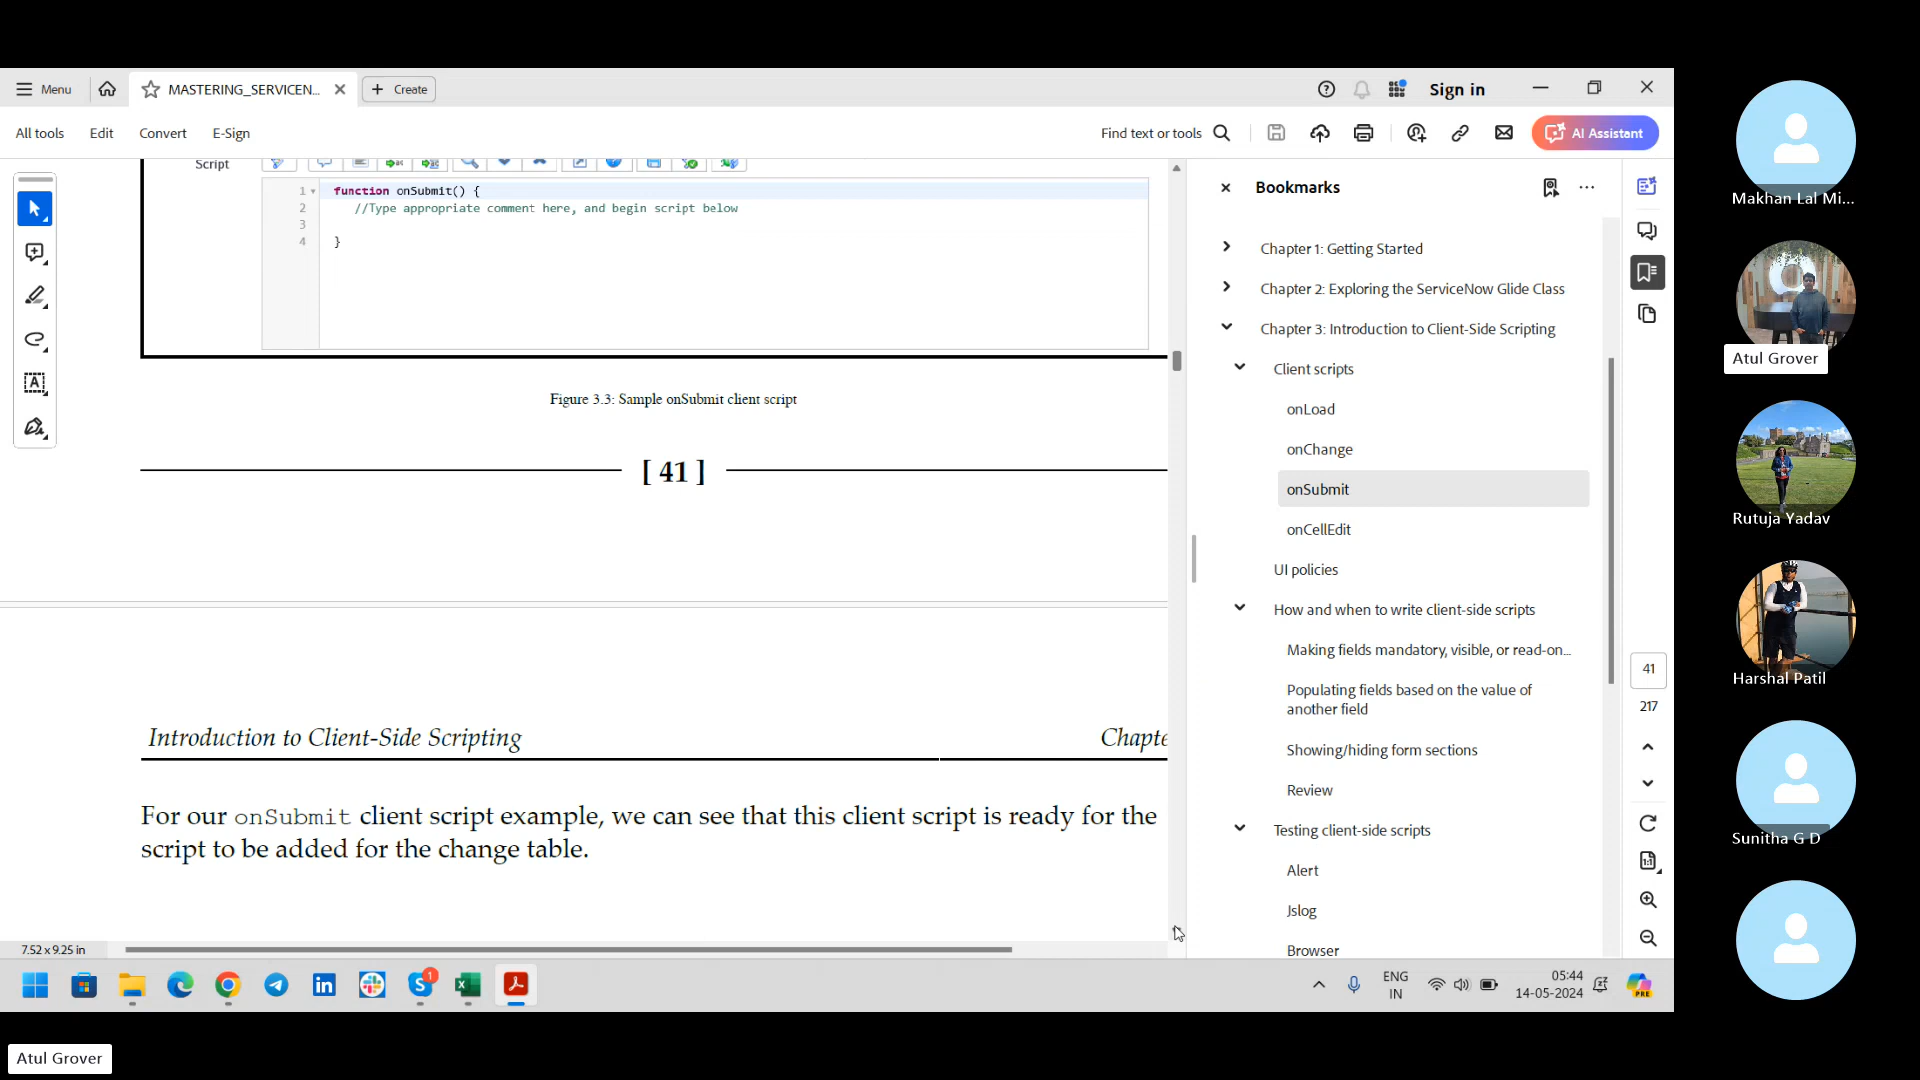 Menu
MASTERING_SERVICEN...
Create
Sign in
All tools
Edit
Convert
E-Sign
Find text or tools
AI Assistant
Script
1 function onSubmit() {
2 //Type appropriate comment here, and begin script below
3
4 }
Figure 3.3: Sample onSubmit client script
[ 41 ]
Introduction to Client-Side Scripting
Chapte
For our onSubmit client script example, we can see that this client script is ready for the
script to be added for the change table.
7.52 x 9.25 in
Bookmarks
Chapter 1: Getting Started
Chapter 2: Exploring the ServiceNow Glide Class
Chapter 3: Introduction to Client-Side Scripting
Client scripts
onLoad
onChange
onSubmit
onCellEdit
UI policies
How and when to write client-side scripts
Making fields mandatory, visible, or read-on...
Populating fields based on the value of
another field
Showing/hiding form sections
Review
Testing client-side scripts
Alert
Jslog
Browser
41
217
1
ENG
IN
05:44
14-05-2024
PRE
Makhan Lal Mi...
Atul Grover
Rutuja Yadav
Harshal Patil
Sunitha G D
Atul Grover